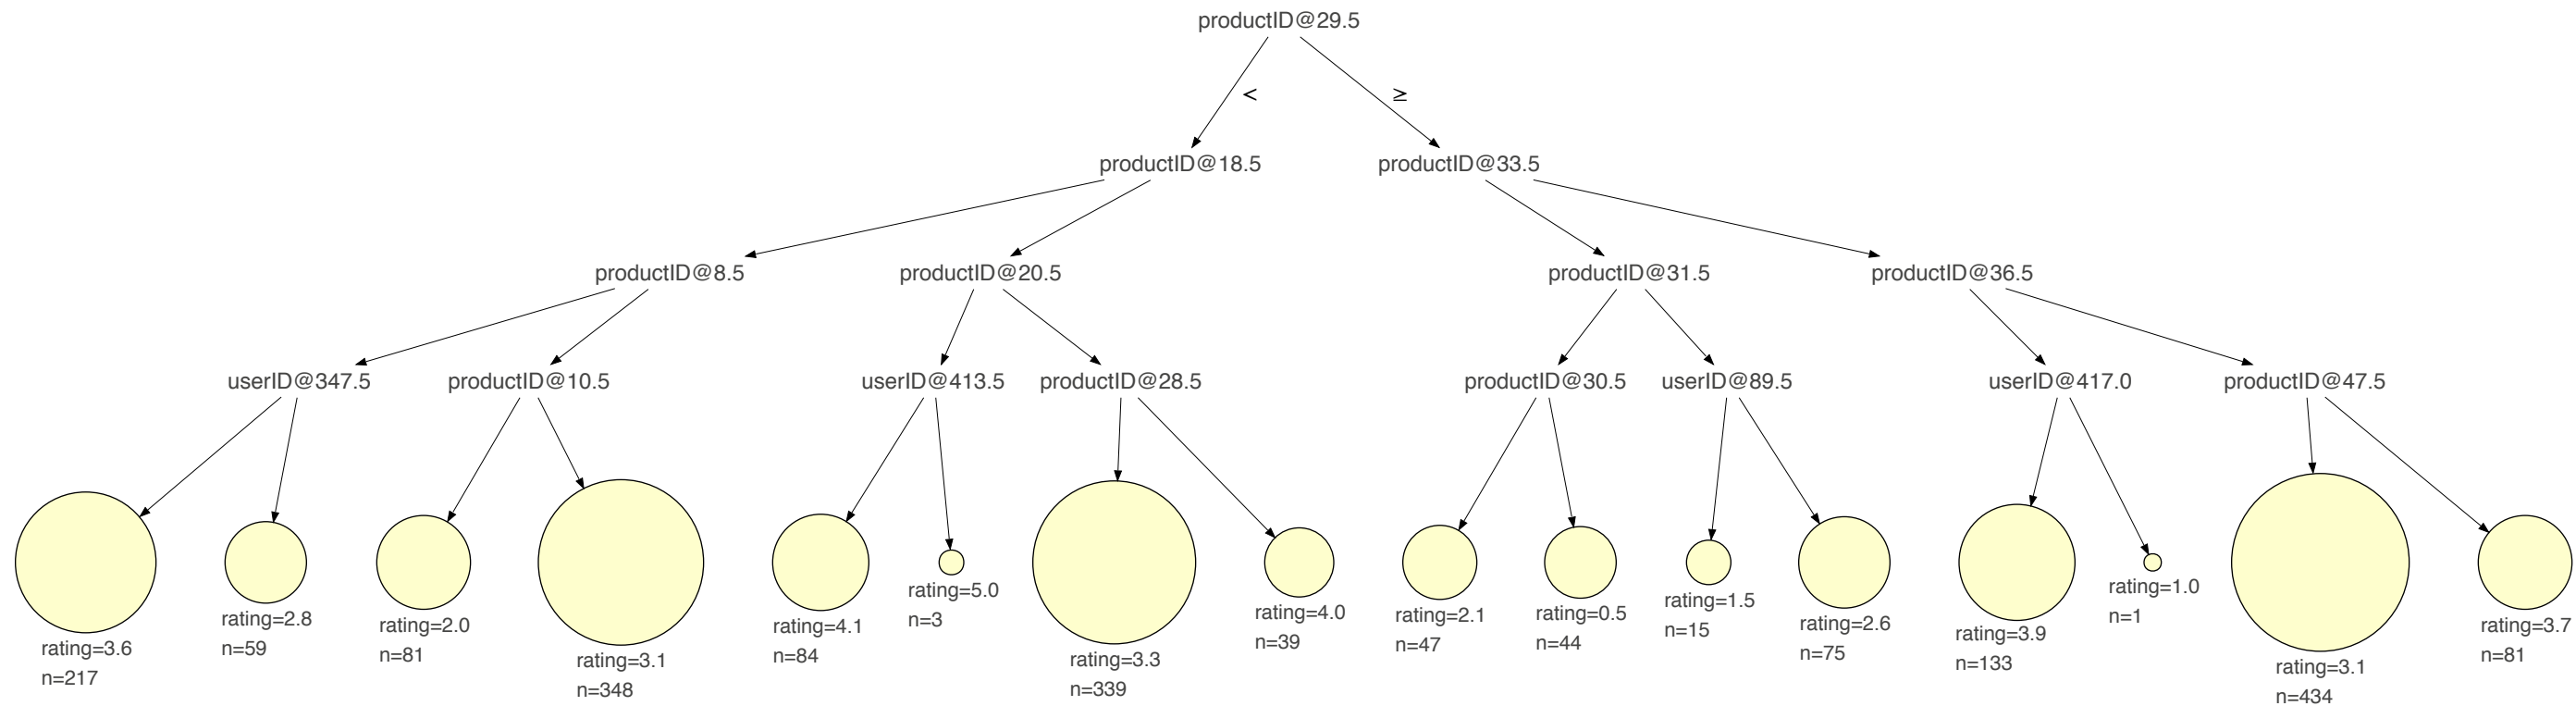 productID@29.5
<
≥
productID@18.5
productID@33.5
productID@8.5
productID@20.5
productID@31.5
productID@36.5
userID@347.5
productID@10.5
userID@413.5
productID@28.5
productID@30.5
userID@89.5
userID@417.0
productID@47.5
rating=3.6
n=217
rating=2.8
n=59
rating=2.0
n=81
rating=3.1
n=348
rating=4.1
n=84
rating=5.0
n=3
rating=3.3
n=339
rating=4.0
n=39
rating=2.1
n=47
rating=0.5
n=44
rating=1.5
n=15
rating=2.6
n=75
rating=3.9
n=133
rating=1.0
n=1
rating=3.1
n=434
rating=3.7
n=81